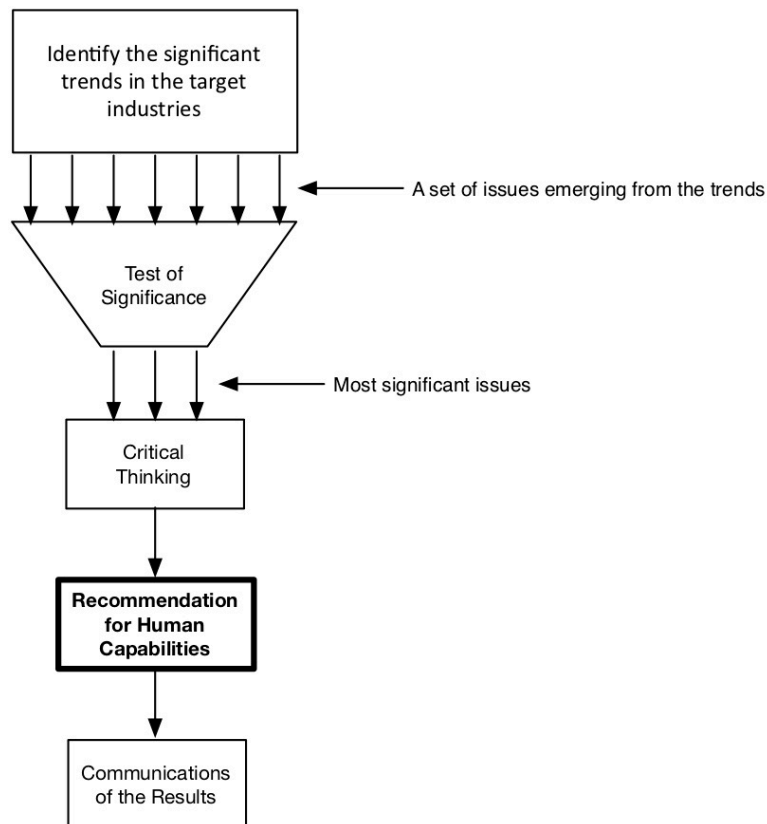 Identify the significant
trends in the target
industries
A set of issues emerging from the trends
Test of
Significance
Most significant issues
Critical
Thinking
Recommendation
for Human
Capabilities
Communications
of the Results